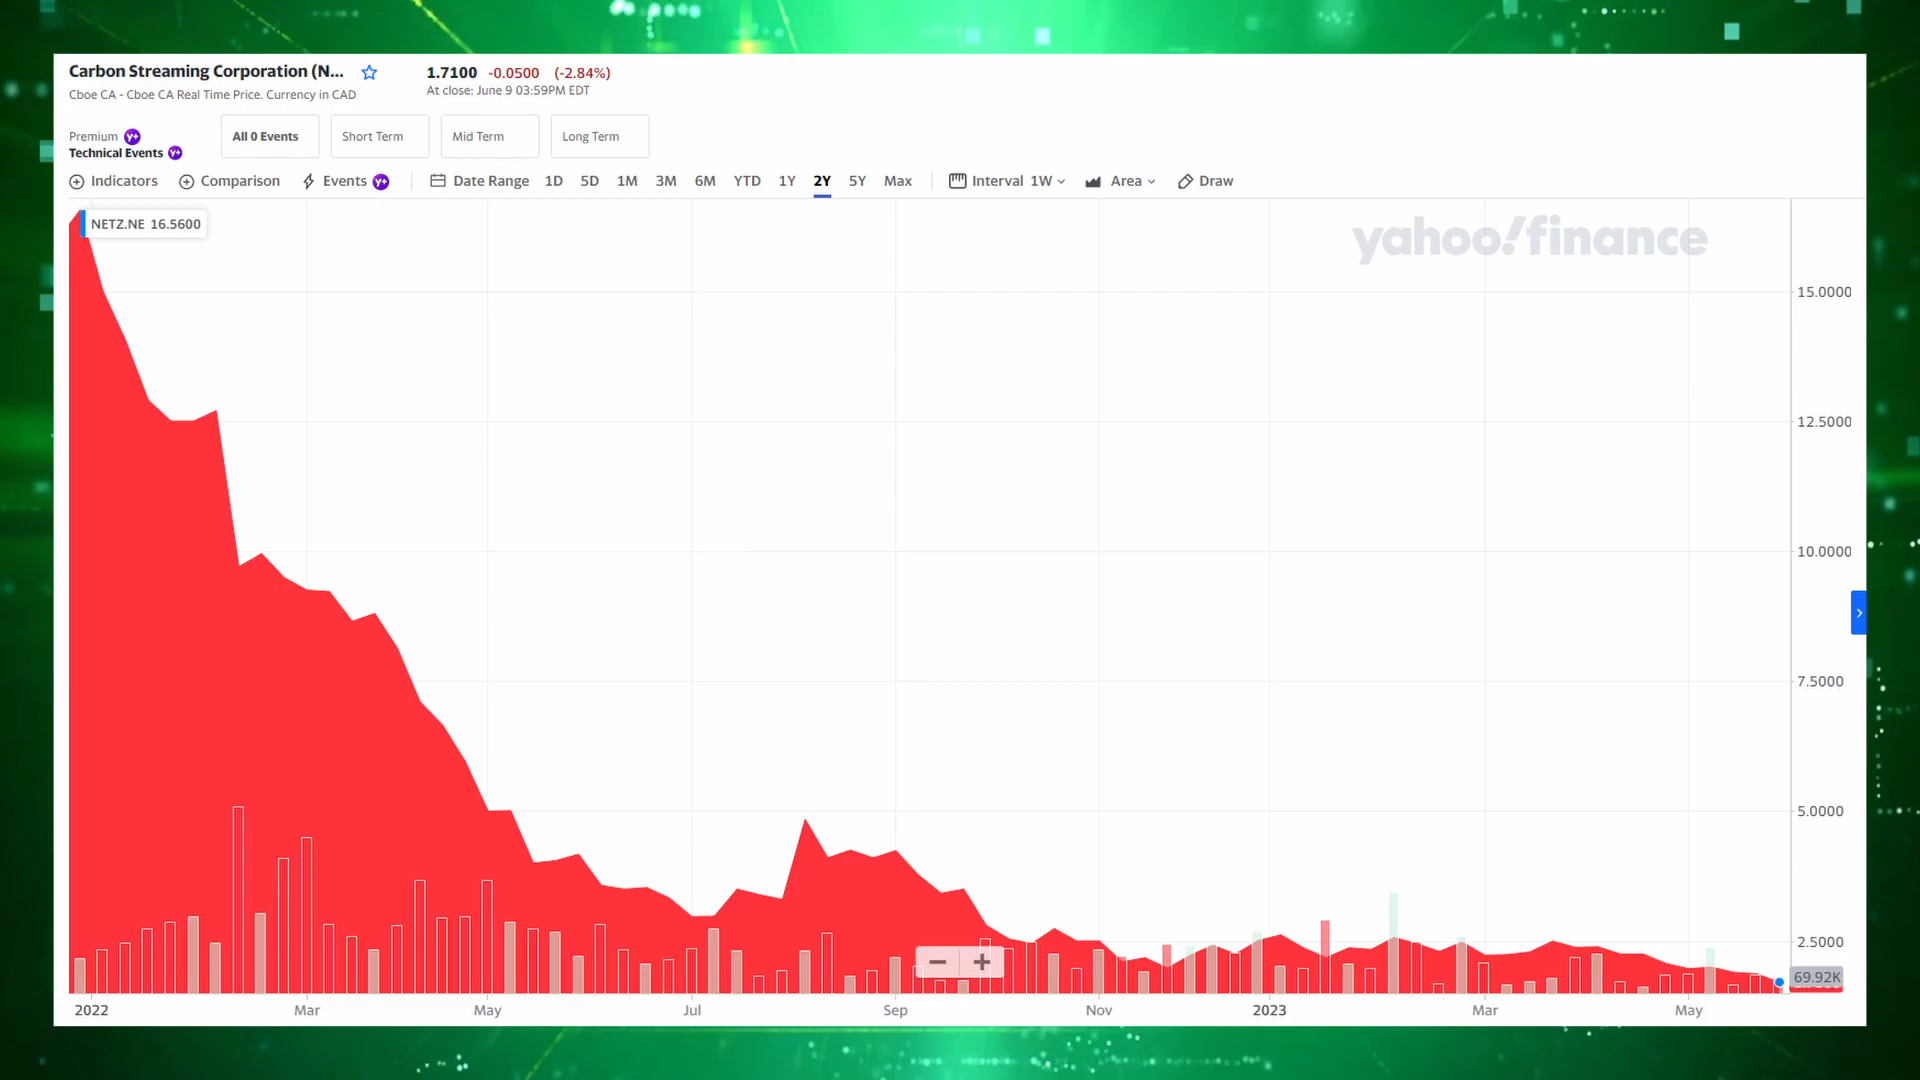 Carbon Streaming Corporation (N...
1.7100 -0.0500 (-2.84%)
Cboe CA - Cboe CA Real Time Price. Currency in CAD
At close: June 9 03:59PM EDT
Premium Y+
Technical Events Y+
All 0 Events
Short Term
Mid Term
Long Term
Indicators Comparison Events Y+ Date Range 1D 5D 1M 3M 6M YTD 1Y 2Y 5Y Max Interval 1W Area Draw
NETZ.NE 16.5600
yahoo!finance
15.0000
12.5000
10.0000
7.5000
5.0000
2.5000
69.92K
2022 Mar May Jul Sep Nov 2023 Mar May